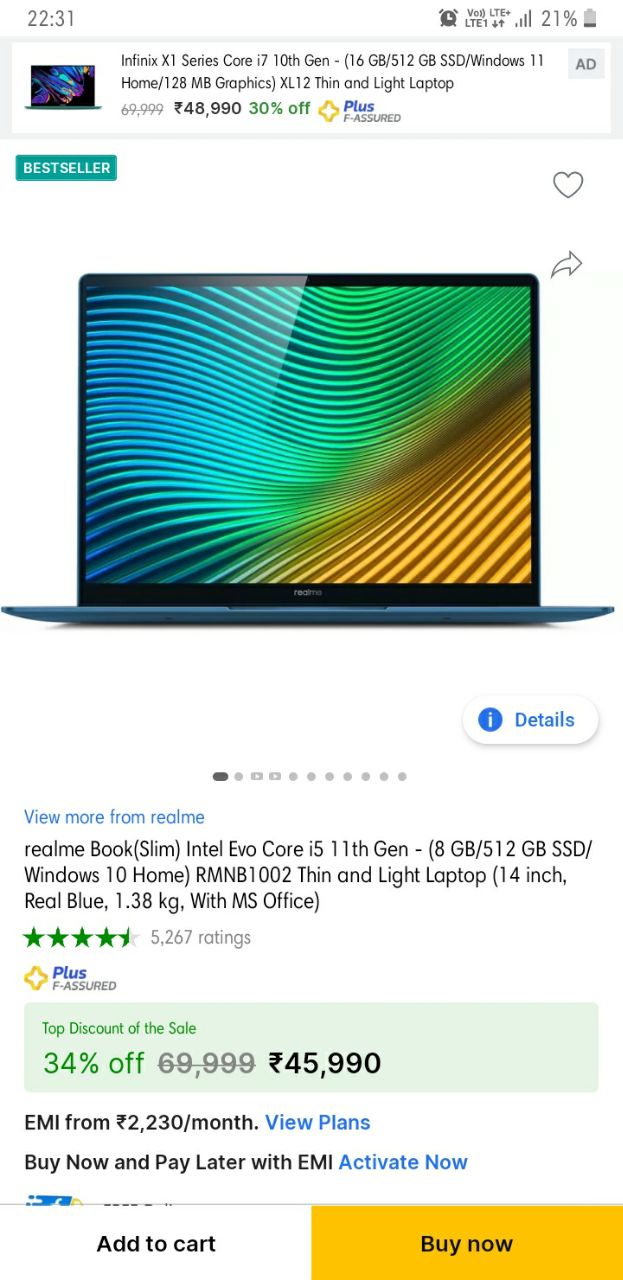 22:31
Vo)) LTE+
LTE1 ↓↑
21%
Infinix X1 Series Core i7 10th Gen - (16 GB/512 GB SSD/Windows 11
Home/128 MB Graphics) XL12 Thin and Light Laptop
AD
69,999 ₹48,990 30% off Plus
F-ASSURED
BESTSELLER
realme
Details
View more from realme
realme Book(Slim) Intel Evo Core i5 11th Gen - (8 GB/512 GB SSD/
Windows 10 Home) RMNB1002 Thin and Light Laptop (14 inch,
Real Blue, 1.38 kg, With MS Office)
5,267 ratings
Plus
F-ASSURED
Top Discount of the Sale
34% off 69,999 ₹45,990
EMI from ₹2,230/month. View Plans
Buy Now and Pay Later with EMI Activate Now
Add to cart
Buy now